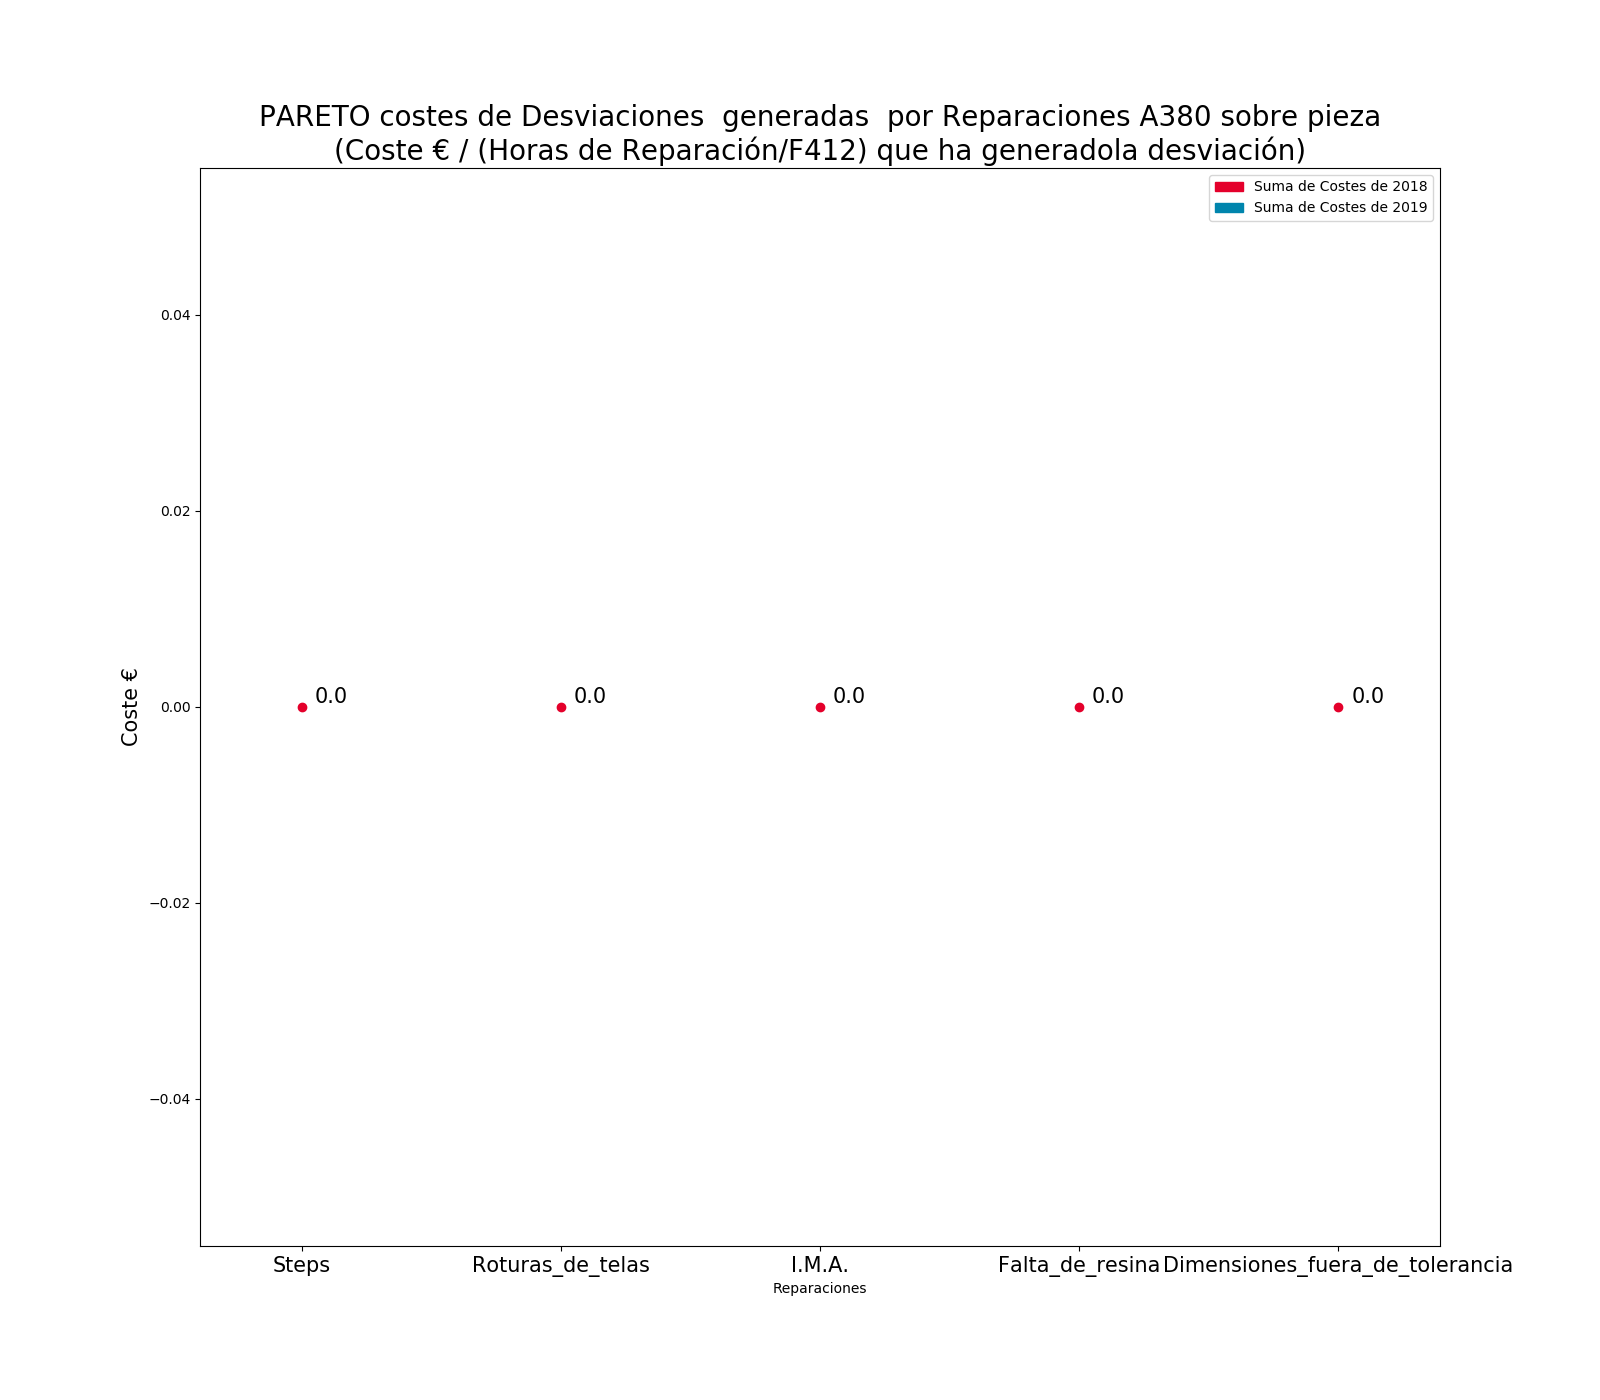 PARETO costes de Desviaciones  generadas  por Reparaciones A380 sobre pieza
(Coste € / (Horas de Reparación/F412) que ha generadola desviación)
Suma de Costes de 2018
Suma de Costes de 2019
0.04
0.02
0.00
−0.02
−0.04
Coste €
0.0 0.0 0.0 0.0 0.0
Steps Roturas_de_telas I.M.A. Falta_de_resina Dimensiones_fuera_de_tolerancia
Reparaciones